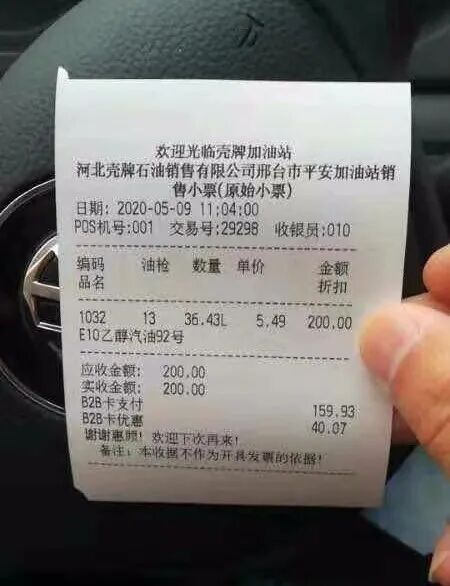 欢迎光临壳牌加油站
河北壳牌石油销售有限公司邢台市平安加油站销
售小票(原始小票)
日期: 2020-05-09 11:04:00
POS机号:001 交易号:29298 收银员:010
编码 油枪 数量 单价 金额
品名 折扣
1032 13 36.43L 5.49 200.00
E10乙醇汽油92号
应收金额: 200.00
实收金额: 200.00
B2B卡支付 159.93
B2B卡优惠 40.07
谢谢惠顾! 欢迎下次再来!
备注: 本收据不作为开具发票的依据!